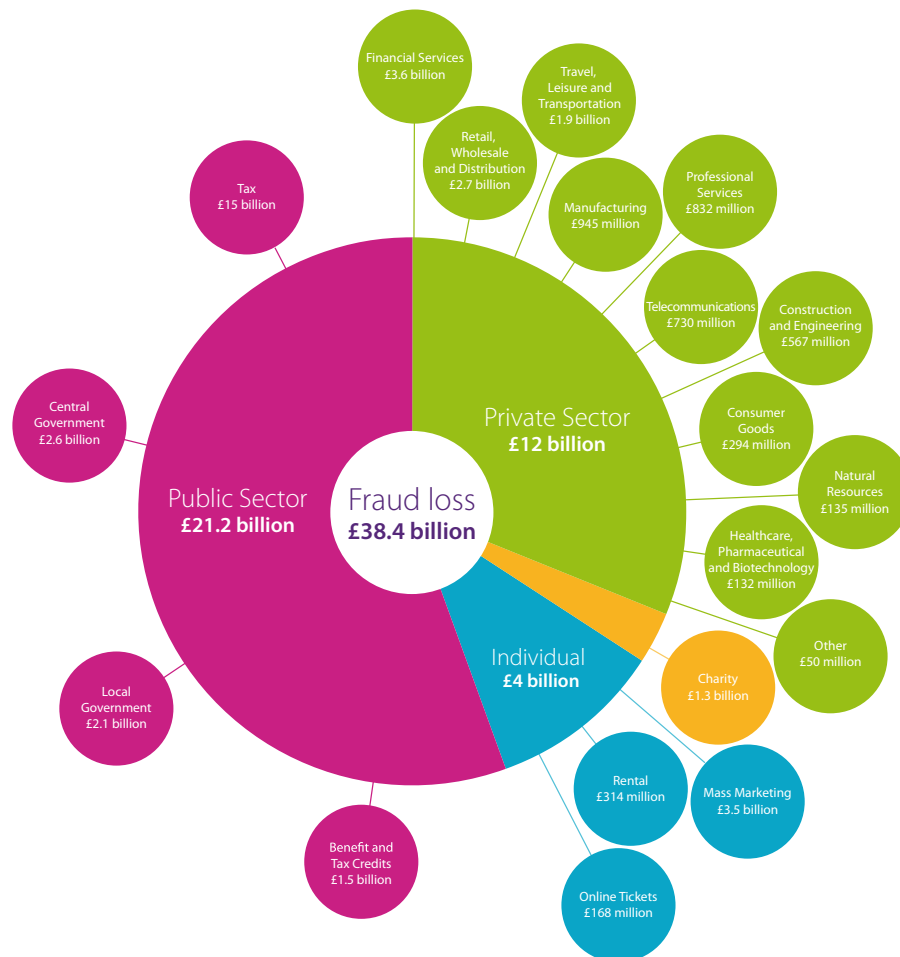 Financial Services
£3.6 billion
Travel,
Leisure and
Transportation
£1.9 billion
Retail,
Wholesale
and Distribution
£2.7 billion
Professional
Services
£832 million
Tax
£15 billion
Manufacturing
£945 million
Telecommunications
£730 million
Construction
and Engineering
£567 million
Central
Government
£2.6 billion
Private Sector
£12 billion
Consumer
Goods
£294 million
Public Sector
£21.2 billion
Fraud loss
£38.4 billion
Natural
Resources
£135 million
Healthcare,
Pharmaceutical
and Biotechnology
£132 million
Other
£50 million
Individual
£4 billion
Charity
£1.3 billion
Local
Government
£2.1 billion
Rental
£314 million
Mass Marketing
£3.5 billion
Benefit and
Tax Credits
£1.5 billion
Online Tickets
£168 million